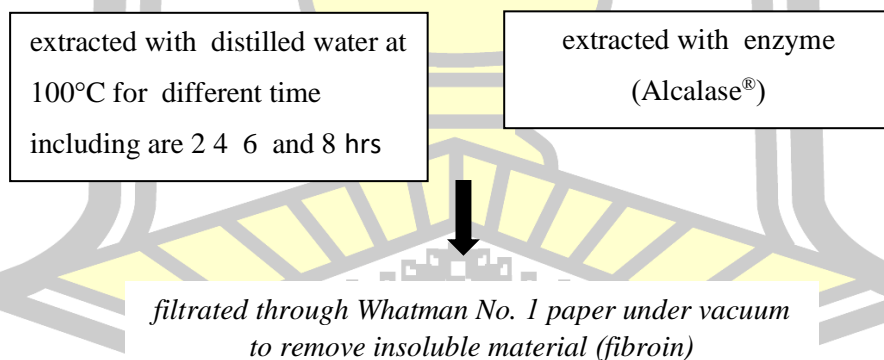 extracted with distilled water at
100°C for different time
including are 2 4 6 and 8 hrs
extracted with enzyme
(Alcalase®)
filtrated through Whatman No. 1 paper under vacuum
to remove insoluble material (fibroin)